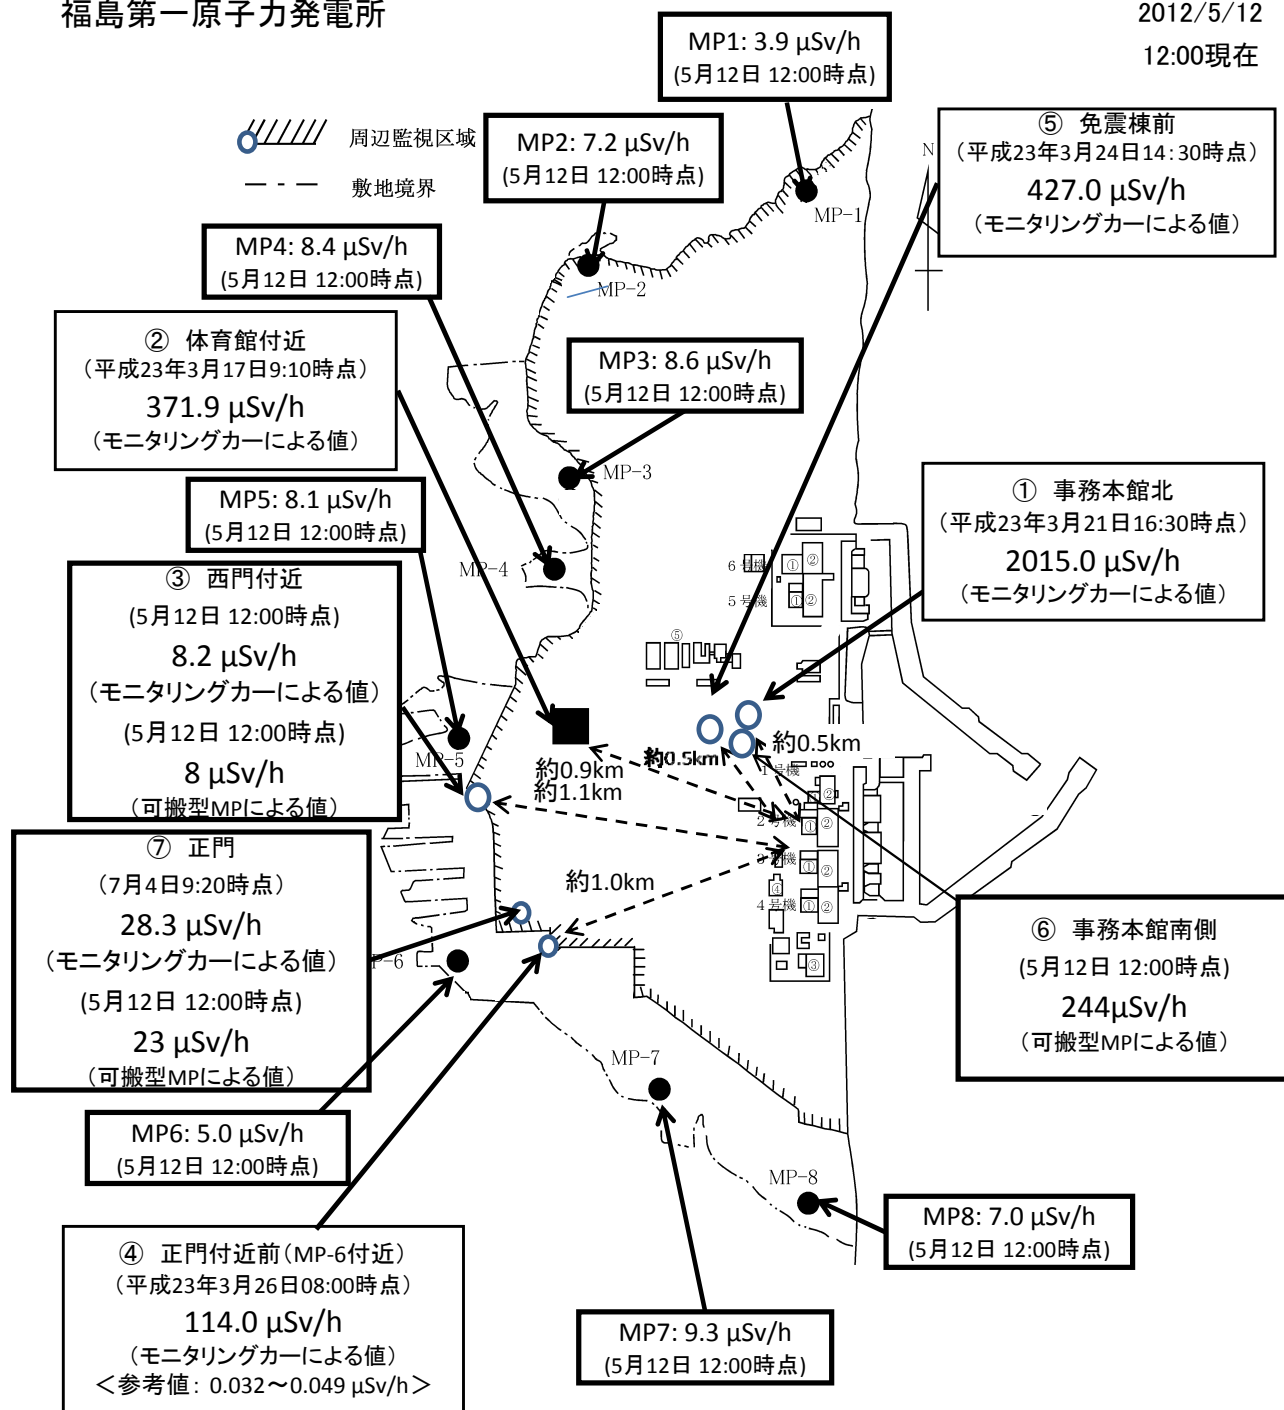 福島第一原子力発電所
2012/5/12
12:00現在
MP1: 3.9 μSv/h
(5月12日 12:00時点)
周辺監視区域
敷地境界
MP2: 7.2 μSv/h
(5月12日 12:00時点)
⑤ 免震棟前
（平成23年3月24日14:30時点）
427.0 μSv/h
（モニタリングカーによる値）
N
MP-1
MP4: 8.4 μSv/h
(5月12日 12:00時点)
MP-2
② 体育館付近
（平成23年3月17日9:10時点）
371.9 μSv/h
（モニタリングカーによる値）
MP3: 8.6 μSv/h
(5月12日 12:00時点)
MP-3
① 事務本館北
（平成23年3月21日16:30時点）
2015.0 μSv/h
（モニタリングカーによる値）
MP5: 8.1 μSv/h
(5月12日 12:00時点)
MP-4
6号機
① ②
5号機
① ②
⑤
③ 西門付近
(5月12日 12:00時点)
8.2 μSv/h
（モニタリングカーによる値）
(5月12日 12:00時点)
8 μSv/h
（可搬型MPによる値）
MP-5
約0.9km
約1.1km
約0.5km
約0.5km
1号機
②
2号機
① ②
3号機
① ②
④
4号機
① ②
③
約1.0km
⑦ 正門
(7月4日9:20時点)
28.3 μSv/h
（モニタリングカーによる値）
(5月12日 12:00時点)
23 μSv/h
（可搬型MPによる値）
P-6
⑥ 事務本館南側
(5月12日 12:00時点)
244μSv/h
（可搬型MPによる値）
MP-7
MP6: 5.0 μSv/h
(5月12日 12:00時点)
MP-8
MP8: 7.0 μSv/h
(5月12日 12:00時点)
④ 正門付近前（MP-6付近）
（平成23年3月26日08:00時点）
114.0 μSv/h
（モニタリングカーによる値）
＜参考値: 0.032～0.049 μSv/h＞
MP7: 9.3 μSv/h
(5月12日 12:00時点)